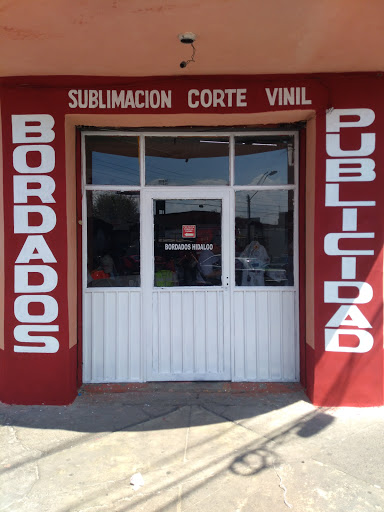 SUBLIMACION CORTE VINIL
BORDADOS
PUBLICIDAD
BORDADOS HIDALGO